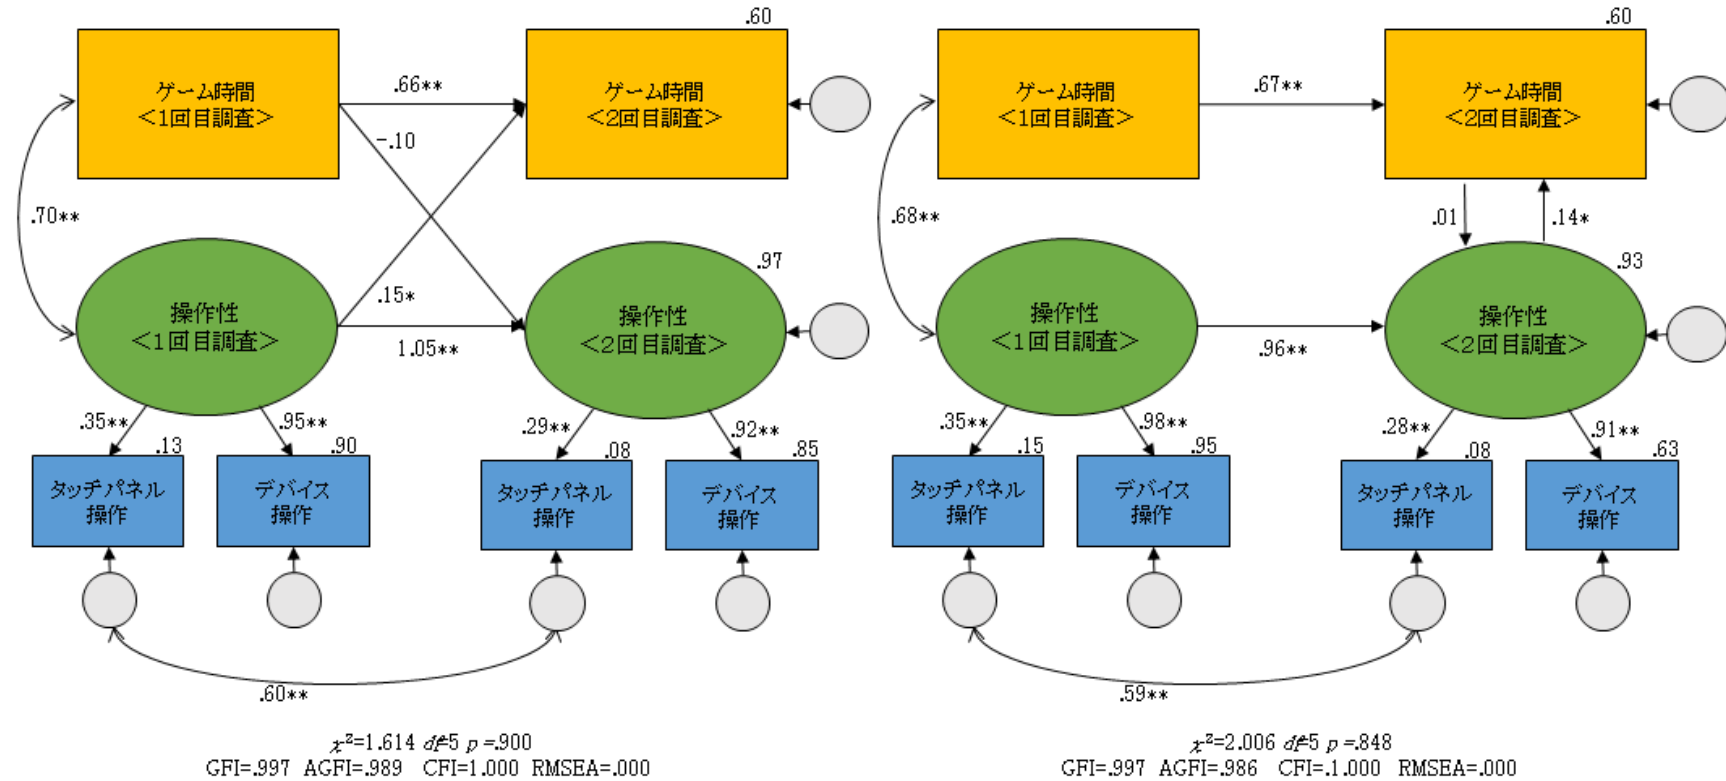 .60
ゲーム時間
<1回目調査>
.66**
ゲーム時間
<2回目調査>
-.10
.70**
.15*
1.05**
操作性
<1回目調査>
.97
操作性
<2回目調査>
.35**
.95**
.29**
.92**
.13
.90
.08
.85
タッチパネル
操作
デバイス
操作
タッチパネル
操作
デバイス
操作
.60**
χ²=1.614 df=5 p=.900
GFI=.997 AGFI=.989 CFI=1.000 RMSEA=.000
.60
ゲーム時間
<1回目調査>
.67**
ゲーム時間
<2回目調査>
.68**
.01
.14*
.93
操作性
<1回目調査>
.96**
操作性
<2回目調査>
.35**
.98**
.28**
.91**
.15
.95
.08
.63
タッチパネル
操作
デバイス
操作
タッチパネル
操作
デバイス
操作
.59**
χ²=2.006 df=5 p=.848
GFI=.997 AGFI=.986 CFI=.1.000 RMSEA=.000